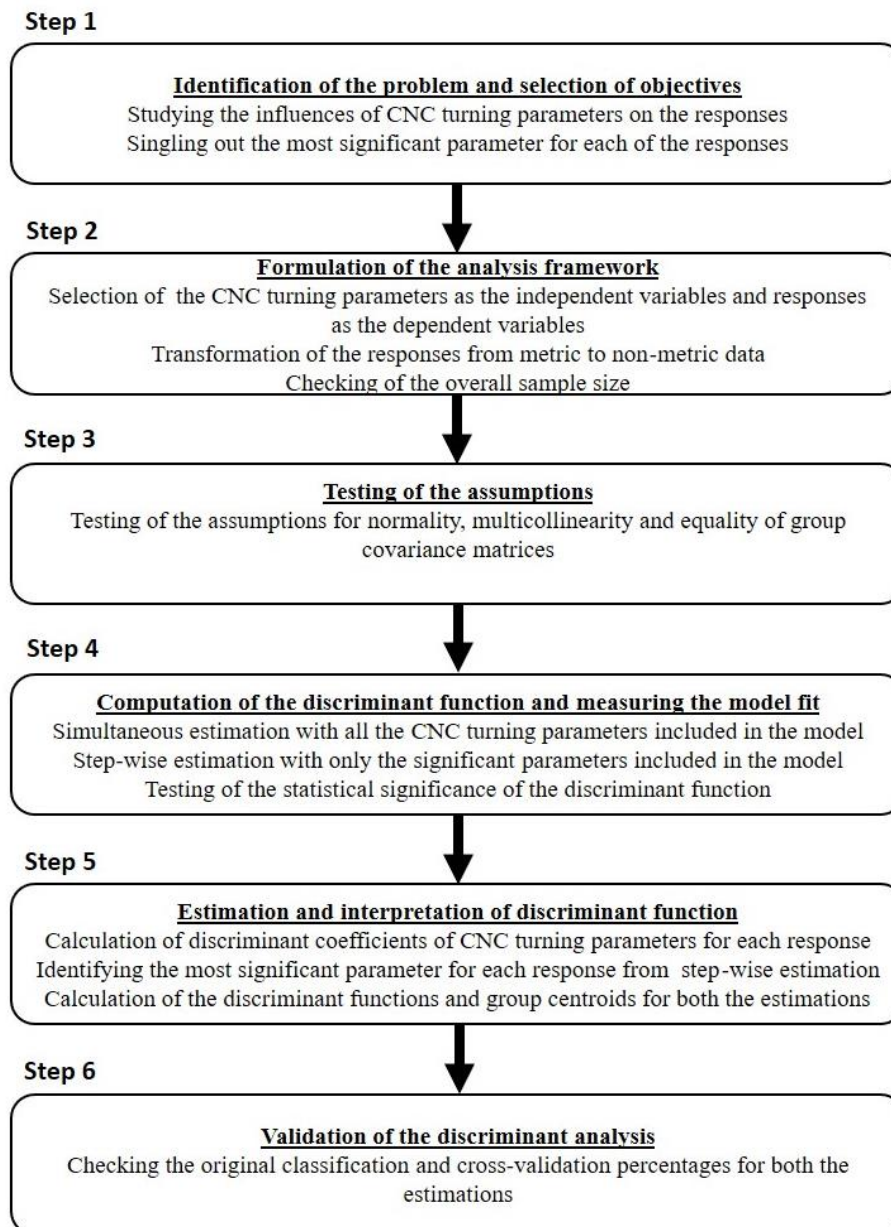 Step 1
Identification of the problem and selection of objectives
Studying the influences of CNC turning parameters on the responses
Singling out the most significant parameter for each of the responses
Step 2
Formulation of the analysis framework
Selection of the CNC turning parameters as the independent variables and responses
as the dependent variables
Transformation of the responses from metric to non-metric data
Checking of the overall sample size
Step 3
Testing of the assumptions
Testing of the assumptions for normality, multicollinearity and equality of group
covariance matrices
Step 4
Computation of the discriminant function and measuring the model fit
Simultaneous estimation with all the CNC turning parameters included in the model
Step-wise estimation with only the significant parameters included in the model
Testing of the statistical significance of the discriminant function
Step 5
Estimation and interpretation of discriminant function
Calculation of discriminant coefficients of CNC turning parameters for each response
Identifying the most significant parameter for each response from step-wise estimation
Calculation of the discriminant functions and group centroids for both the estimations
Step 6
Validation of the discriminant analysis
Checking the original classification and cross-validation percentages for both the
estimations